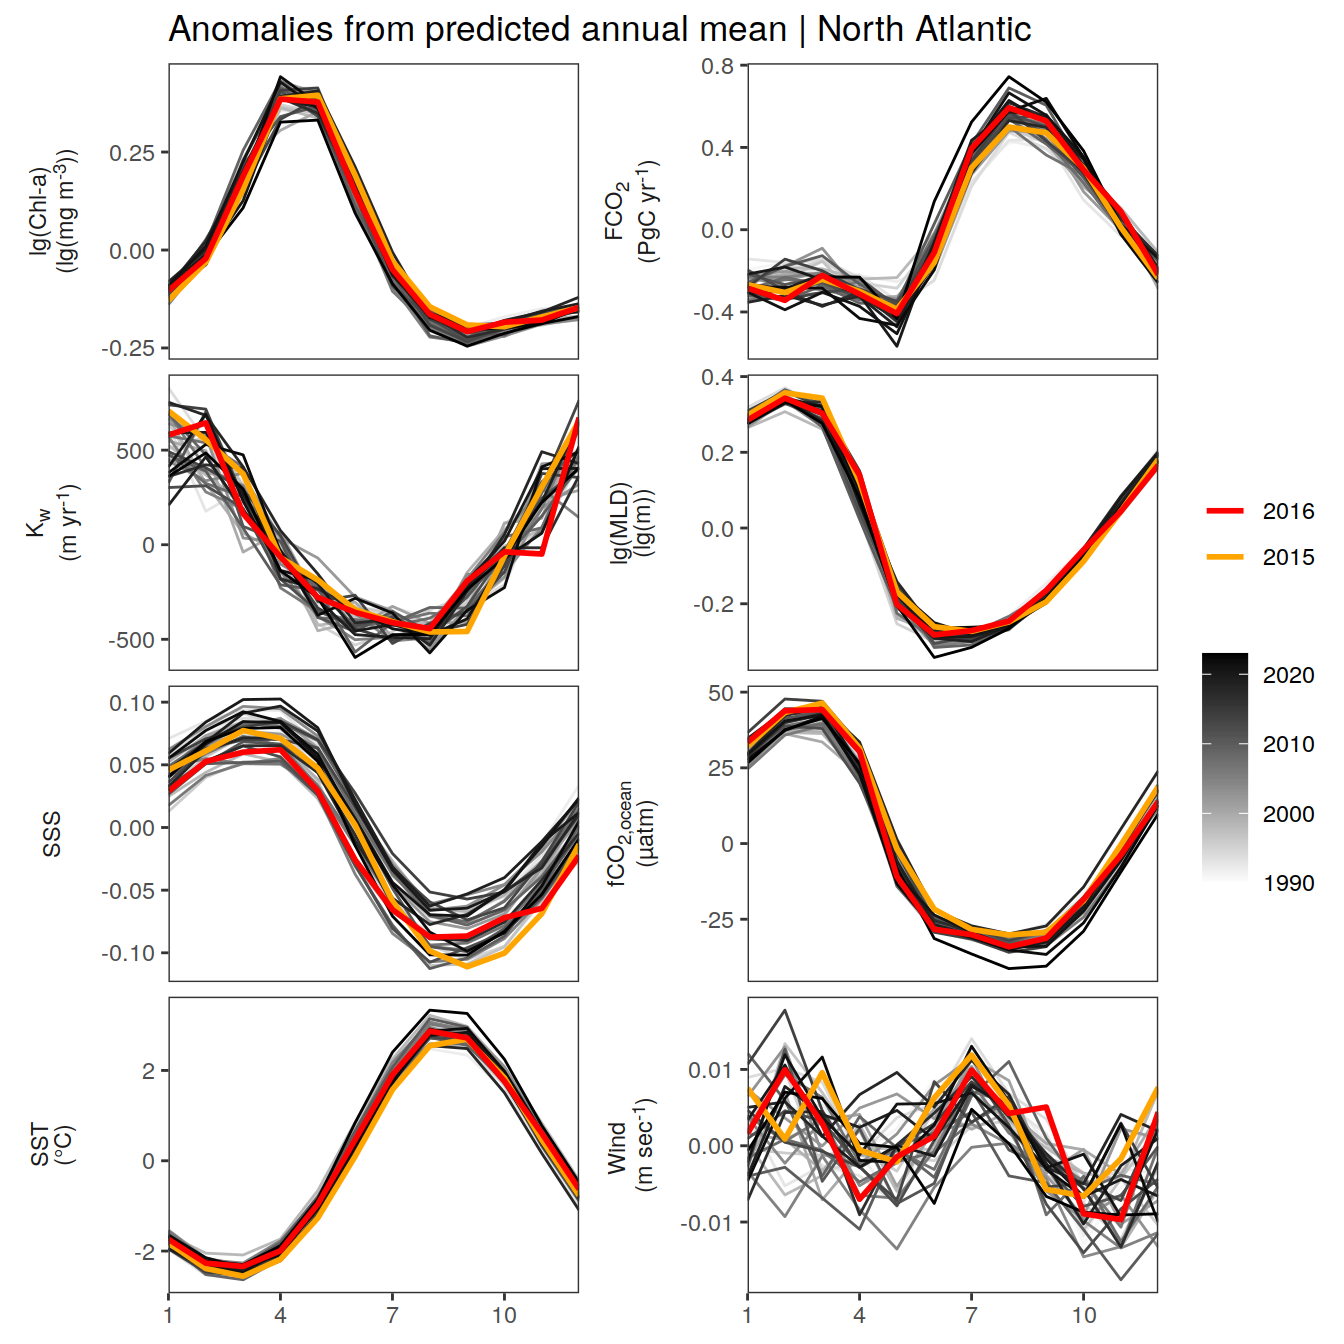 Anomalies from predicted annual mean | North Atlantic
lg(Chl-a)
(lg(mg m⁻³))
0.25
0.00
-0.25
FCO₂
(PgC yr⁻¹)
0.8
0.4
0.0
-0.4
K_w
(m yr⁻¹)
500
0
-500
lg(MLD)
(lg(m))
0.4
0.2
0.0
-0.2
SSS
0.10
0.05
0.00
-0.05
-0.10
fCO₂,ocean
(µatm)
50
25
0
-25
SST
(°C)
2
0
-2
1 4 7 10
Wind
(m sec⁻¹)
0.01
0.00
-0.01
1 4 7 10
2016
2015
2020
2010
2000
1990